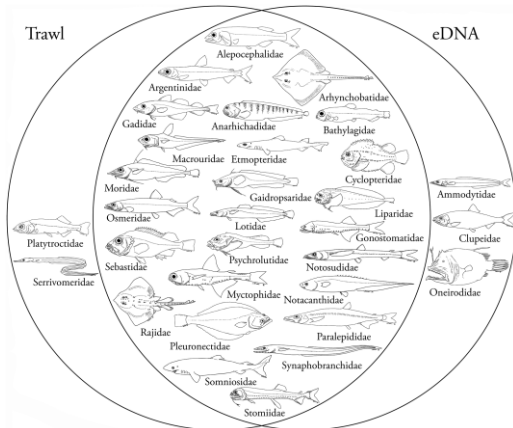 Trawl
eDNA
Alepocephalidae
Argentinidae
Arhynchobatidae
Gadidae
Anarhichadidae
Bathylagidae
Macrouridae
Etmopteridae
Cyclopteridae
Moridae
Gaidropsaridae
Ammodytidae
Osmeridae
Liparidae
Lotidae
Gonostomatidae
Clupeidae
Platytroctidae
Sebastidae
Psychrolutidae
Notosudidae
Oneirodidae
Serrivomeridae
Myctophidae
Notacanthidae
Rajidae
Pleuronectidae
Paralepididae
Synaphobranchidae
Somniosidae
Stomiidae